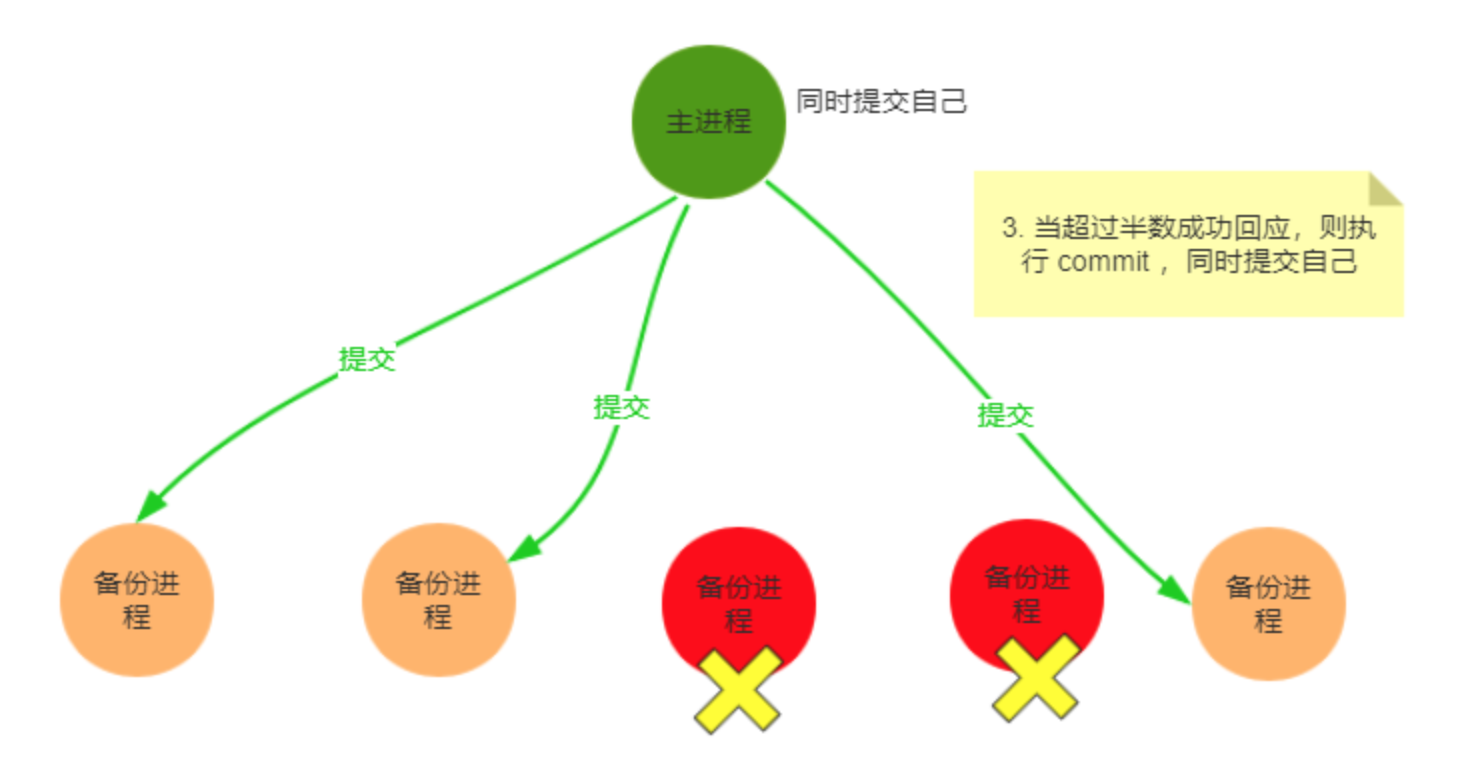 主进程
同时提交自己
3. 当超过半数成功回应，则执
行 commit ，同时提交自己
提交
提交
提交
备份进
程
备份进
程
备份进
程
备份进
程
备份进
程